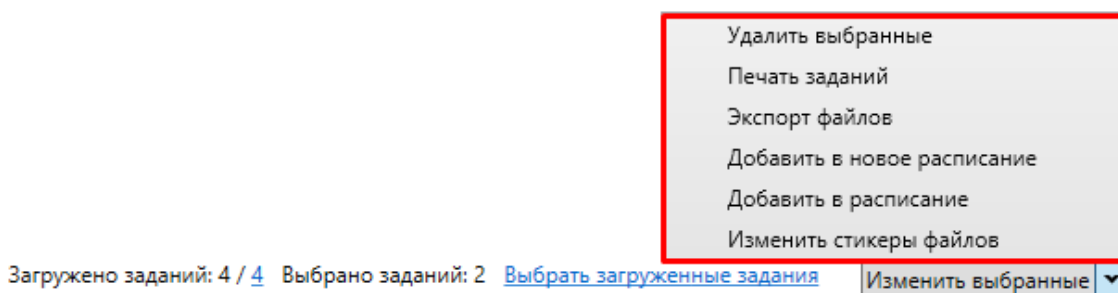 Удалить выбранные
Печать заданий
Экспорт файлов
Добавить в новое расписание
Добавить в расписание
Изменить стикеры файлов
Загружено заданий: 4 / 4 Выбрано заданий: 2 Выбрать загруженные задания Изменить выбранные